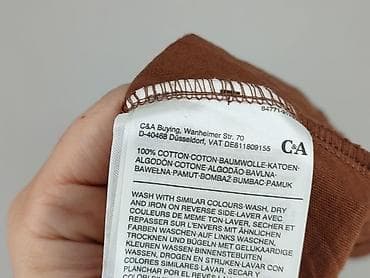 C&A Buying, Wanheimer Str. 70
D-40468 Düsseldorf, VAT DE811809155
C&A
100% COTTON-COTON-BAUMWOLLE-KATOEN-
ALGODÓN-COTONE-ALGODÃO-BAVLNA-
BAWEŁNA-PAMUT-BOMBAŽ-BUMBAC-PAMUK
WASH WITH SIMILAR COLOURS-WASH, DRY
AND IRON ON REVERSE SIDE-LAVER AVEC
COULEURS DE MEME TON-LAVER, SECHER ET
REPASSER SUR L'ENVERS-MIT ÄHNLICHEN
FARBEN WASCHEN-AUF LINKS WASCHEN,
TROCKNEN UND BÜGELN-MET GELIJKAARDIGE
KLEUREN WASSEN-BINNENSTEBUITEN
WASSEN, DROGEN EN STRIJKEN-LAVAR CON
COLORES SIMILARES-LAVAR, SECAR Y
PLANCHAR POR EL